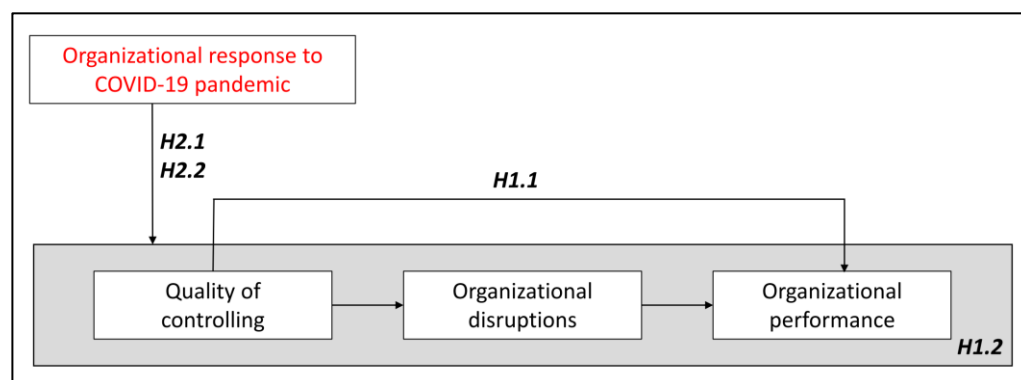 Organizational response to
COVID-19 pandemic
H2.1
H2.2
H1.1
Quality of
controlling
Organizational
disruptions
Organizational
performance
H1.2